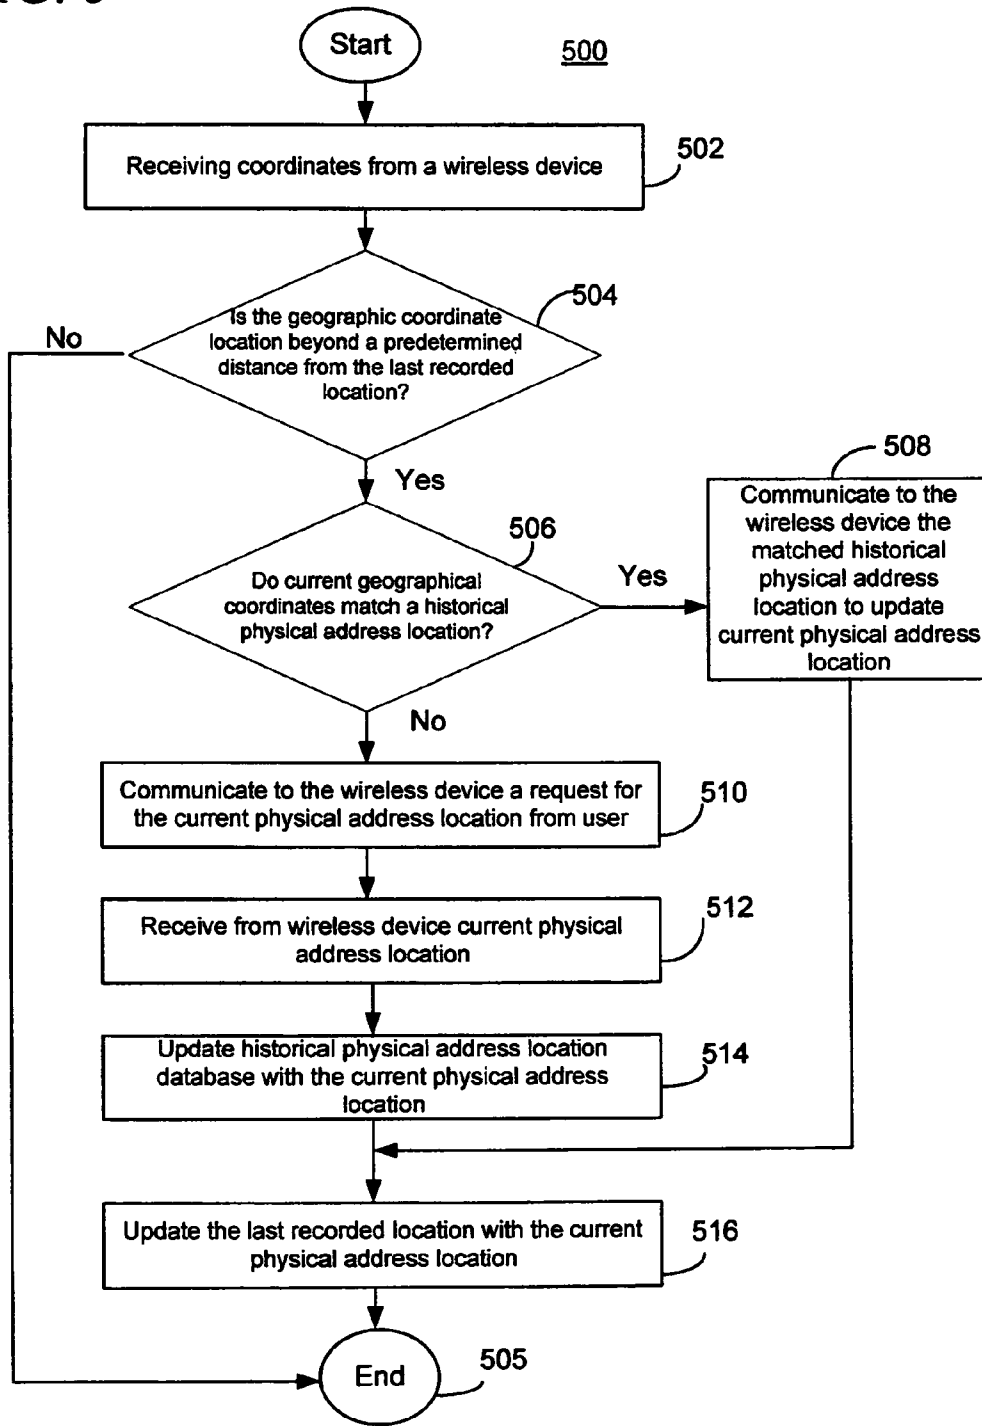 Start
500
Receiving coordinates from a wireless device
502
Is the geographic coordinate
location beyond a predetermined
distance from the last recorded
location?
504
No
Yes
Do current geographical
coordinates match a historical
physical address location?
506
Yes
508
Communicate to the
wireless device the
matched historical
physical address
location to update
current physical address
location
No
Communicate to the wireless device a request for
the current physical address location from user
510
Receive from wireless device current physical
address location
512
Update historical physical address location
database with the current physical address
location
514
Update the last recorded location with the current
physical address location
516
End
505